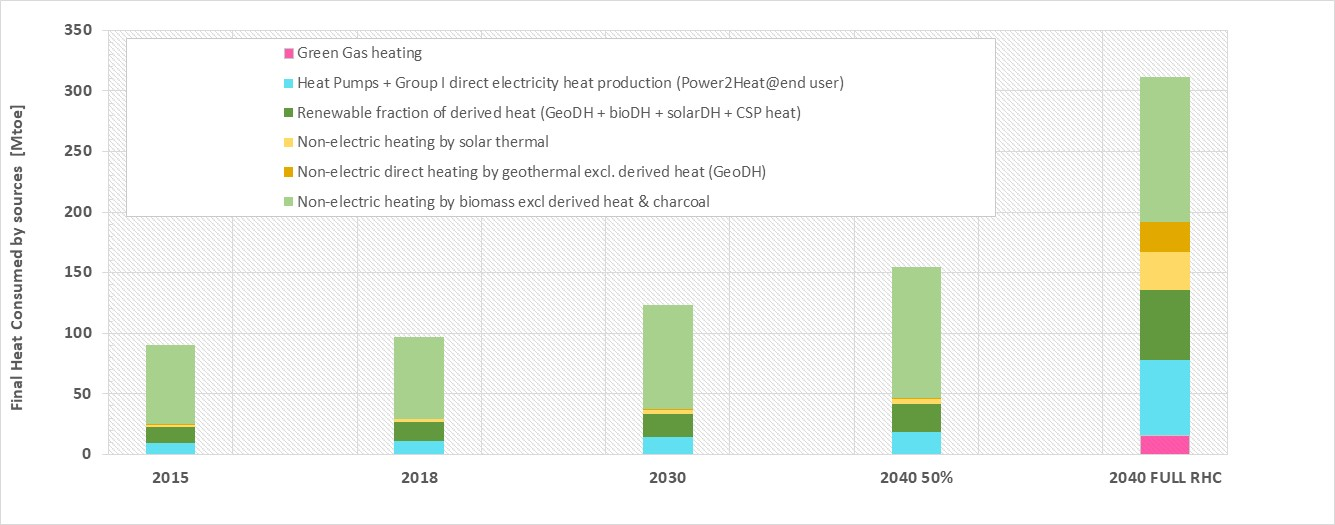 Final Heat Consumed by sources [Mtoe]
350
300
250
200
150
100
50
0
Green Gas heating
Heat Pumps + Group I direct electricity heat production (Power2Heat@end user)
Renewable fraction of derived heat (GeoDH + bioDH + solarDH + CSP heat)
Non-electric heating by solar thermal
Non-electric direct heating by geothermal excl. derived heat (GeoDH)
Non-electric heating by biomass excl derived heat & charcoal
2015
2018
2030
2040 50%
2040 FULL RHC